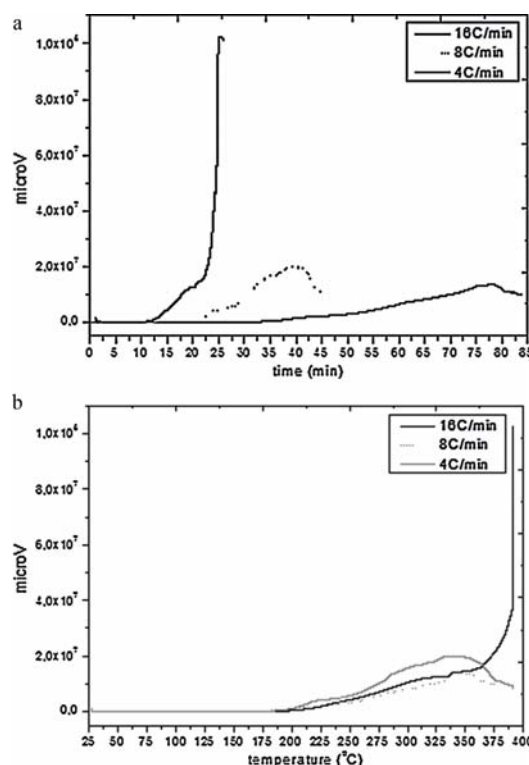 a
1,0x10⁶
8,0x10⁷
6,0x10⁷
4,0x10⁷
2,0x10⁷
0,0
microV
16C/min
8C/min
4C/min
0 5 10 15 20 25 30 35 40 45 50 55 60 65 70 75 80 85
time (min)
b
1,0x10⁶
8,0x10⁷
6,0x10⁷
4,0x10⁷
2,0x10⁷
0,0
microV
16C/min
8C/min
4C/min
25 50 75 100 125 150 175 200 225 250 275 300 325 350 375 400
temperature (°C)